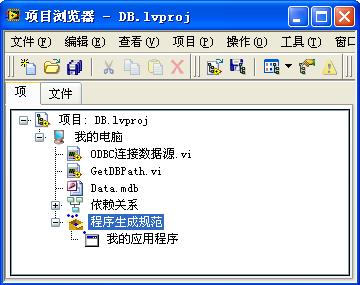 项目浏览器 - DB.lvproj
文件(F) 编辑(E) 查看(V) 项目(P) 操作(O) 工具(T) 窗口
项 文件
项目: DB.lvproj
我的电脑
ODBC连接数据源.vi
GetDBPath.vi
Data.mdb
依赖关系
程序生成规范
我的应用程序